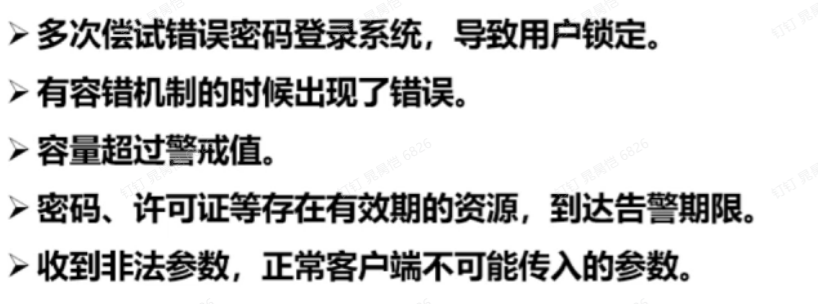 ➢ 多次偿试错误密码登录系统，导致用户锁定。
➢ 有容错机制的时候出现了错误。
➢ 容量超过警戒值。
➢ 密码、许可证等存在有效期的资源，到达告警期限。
➢ 收到非法参数，正常客户端不可能传入的参数。